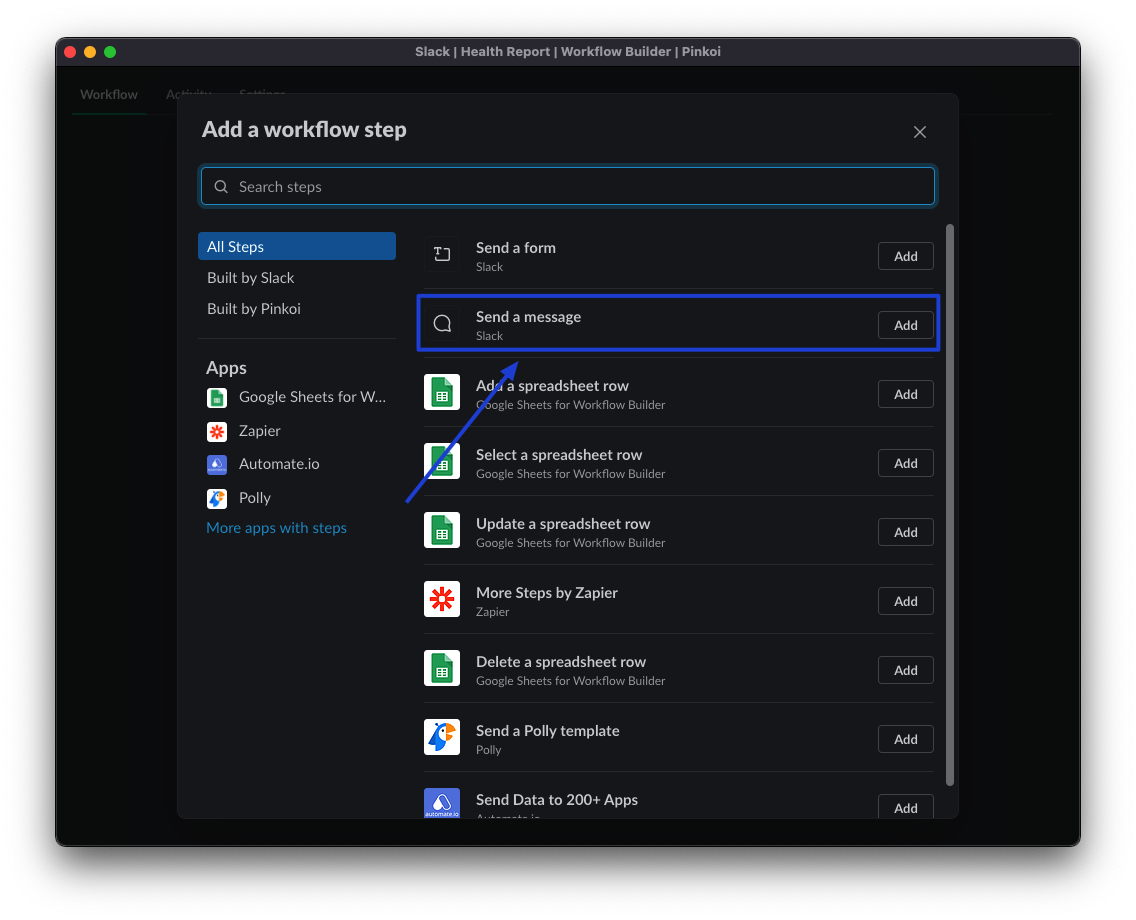 Slack | Health Report | Workflow Builder | Pinkoi
Workflow Activity Settings
Add a workflow step
Search steps
All Steps
Built by Slack
Built by Pinkoi
Apps
Google Sheets for W...
Zapier
Automate.io
Polly
More apps with steps
Send a form
Slack
Add
Send a message
Slack
Add
Add a spreadsheet row
Google Sheets for Workflow Builder
Add
Select a spreadsheet row
Google Sheets for Workflow Builder
Add
Update a spreadsheet row
Google Sheets for Workflow Builder
Add
More Steps by Zapier
Zapier
Add
Delete a spreadsheet row
Google Sheets for Workflow Builder
Add
Send a Polly template
Polly
Add
automate.io
Send Data to 200+ Apps
Automate.io
Add